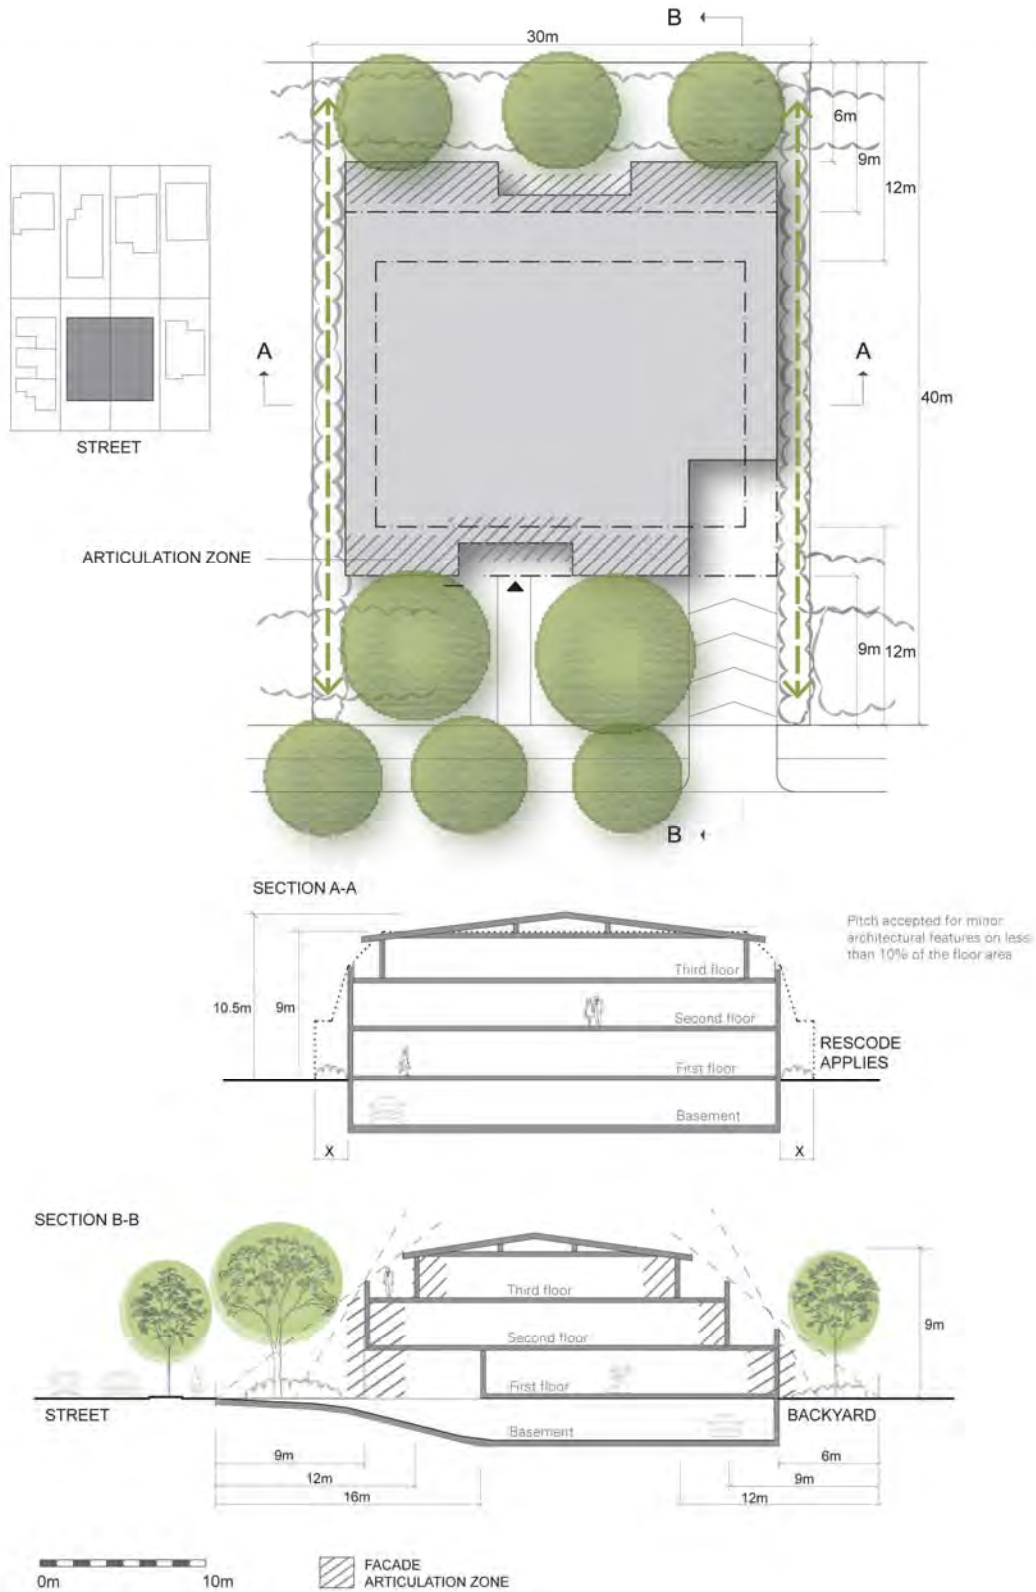 B
30m
6m
9m
12m
A
A
STREET
40m
ARTICULATION ZONE
9m
12m
B
SECTION A-A
Pitch accepted for minor
architectural features on less
than 10% of the floor area
Third floor
10.5m
9m
Second floor
RESCODE
APPLIES
First floor
Basement
X
X
SECTION B-B
Third floor
9m
Second floor
First floor
STREET
BACKYARD
Basement
9m
6m
12m
9m
16m
12m
0m
10m
FACADE
ARTICULATION ZONE